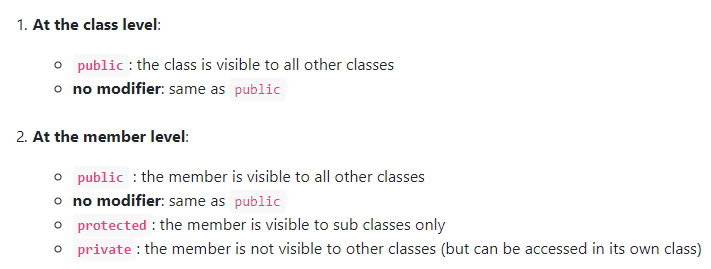 1. At the class level:
○ public : the class is visible to all other classes
○ no modifier: same as public
2. At the member level:
○ public : the member is visible to all other classes
○ no modifier: same as public
○ protected : the member is visible to sub classes only
○ private : the member is not visible to other classes (but can be accessed in its own class)